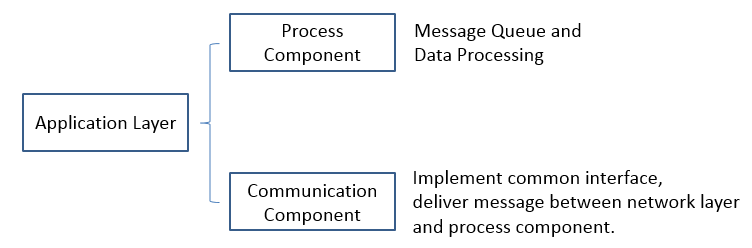 Process
Component
Message Queue and
Data Processing
Application Layer
Communication
Component
Implement common interface,
deliver message between network layer
and process component.